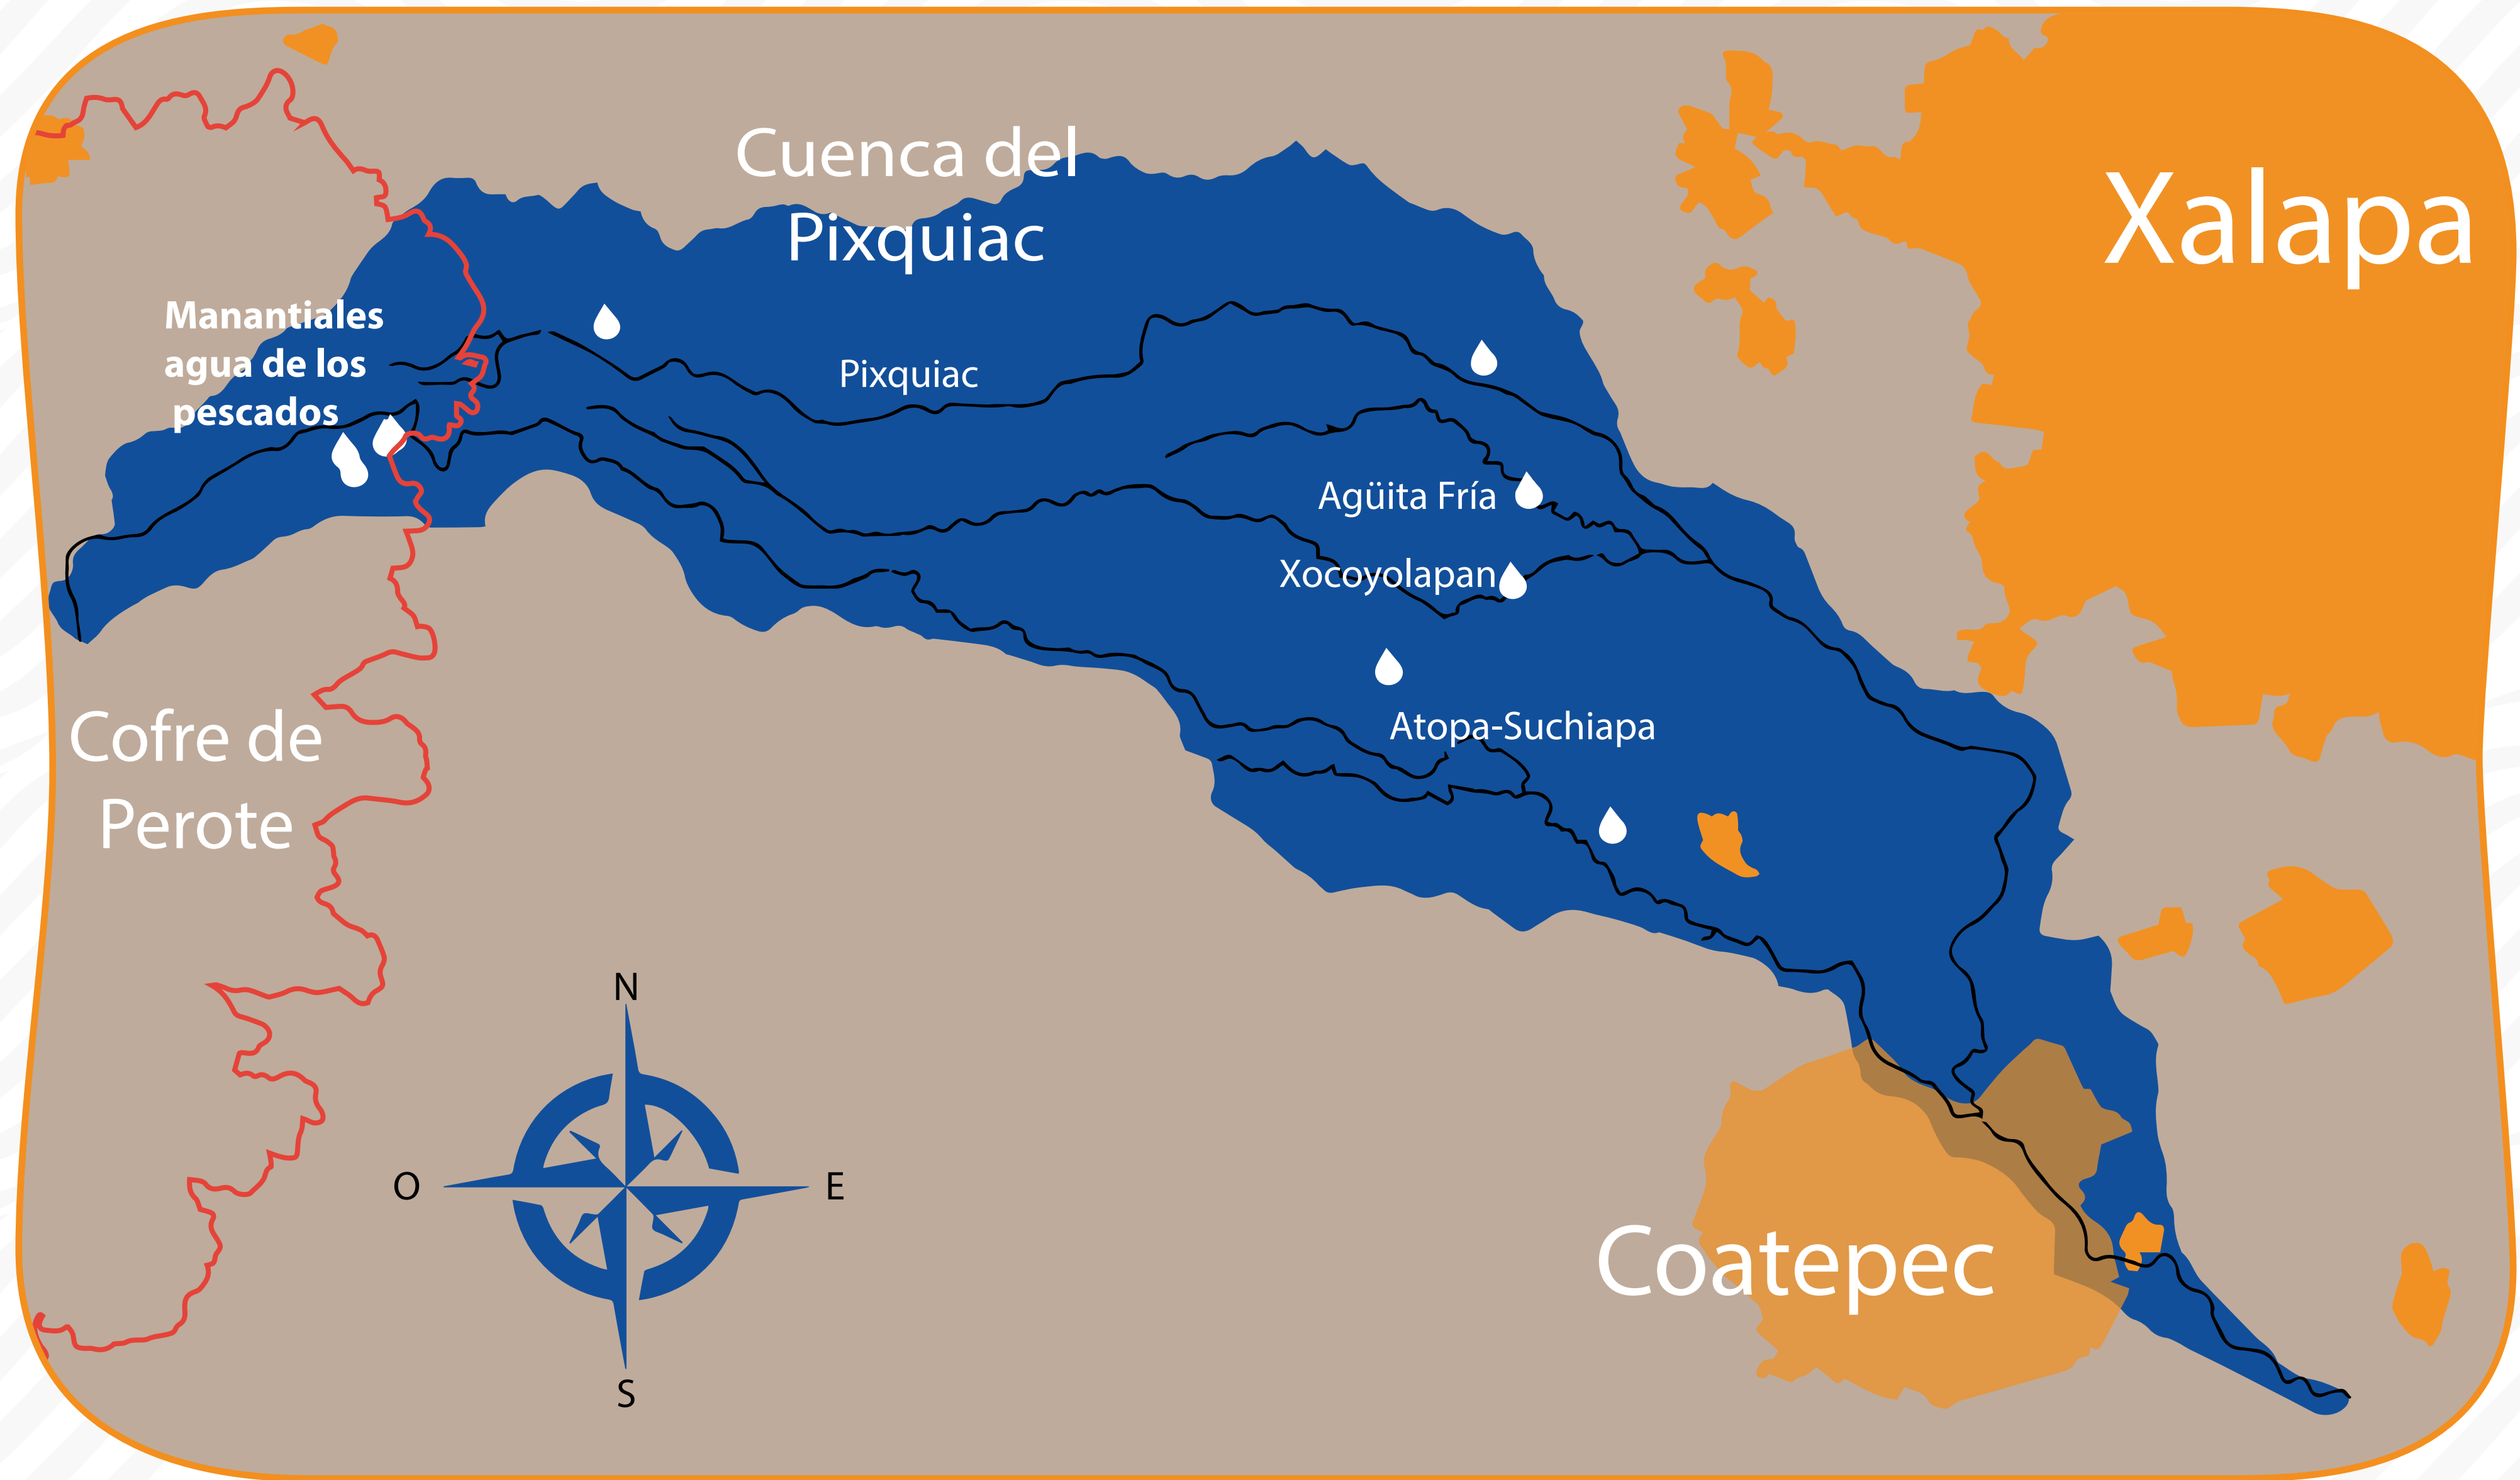 Cuenca del
Pixquiac
Xalapa
Manantiales
agua de los
pescados
Pixquiac
Agüita Fría
Xocoyolapan
Atopa-Suchiapa
Cofre de
Perote
N
O
E
S
Coatepec